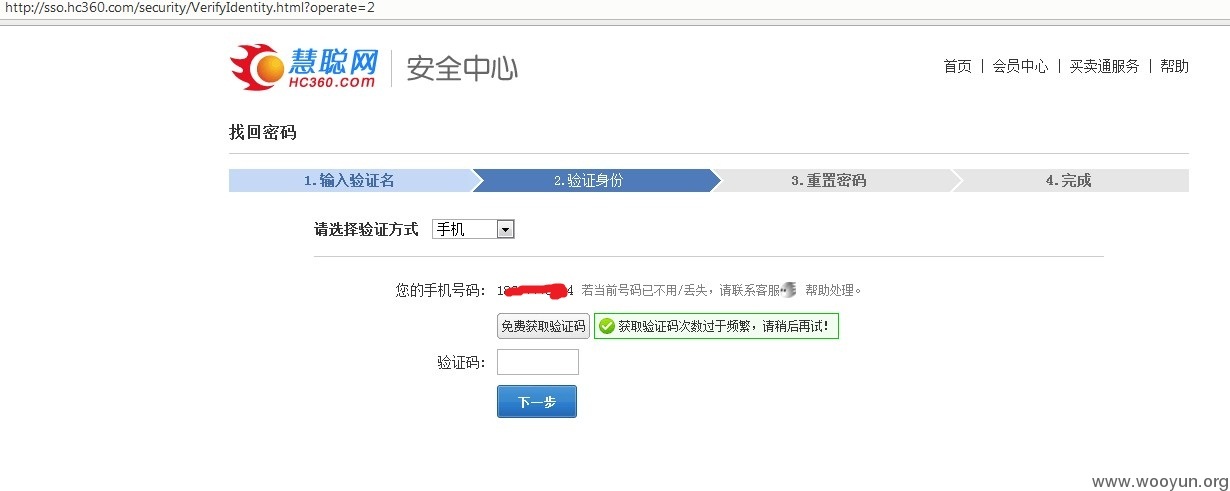 http://sso.hc360.com/security/VerifyIdentity.html?operate=2
慧聪网 HC360.COM 安全中心
首页 | 会员中心 | 买卖通服务 | 帮助
找回密码
1.输入验证名 2.验证身份 3.重置密码 4.完成
请选择验证方式 手机
您的手机号码: 若当前号码已不用/丢失，请联系客服 帮助处理。
免费获取验证码 获取验证码次数过于频繁，请稍后再试！
验证码:
下一步
www.wooyun.org